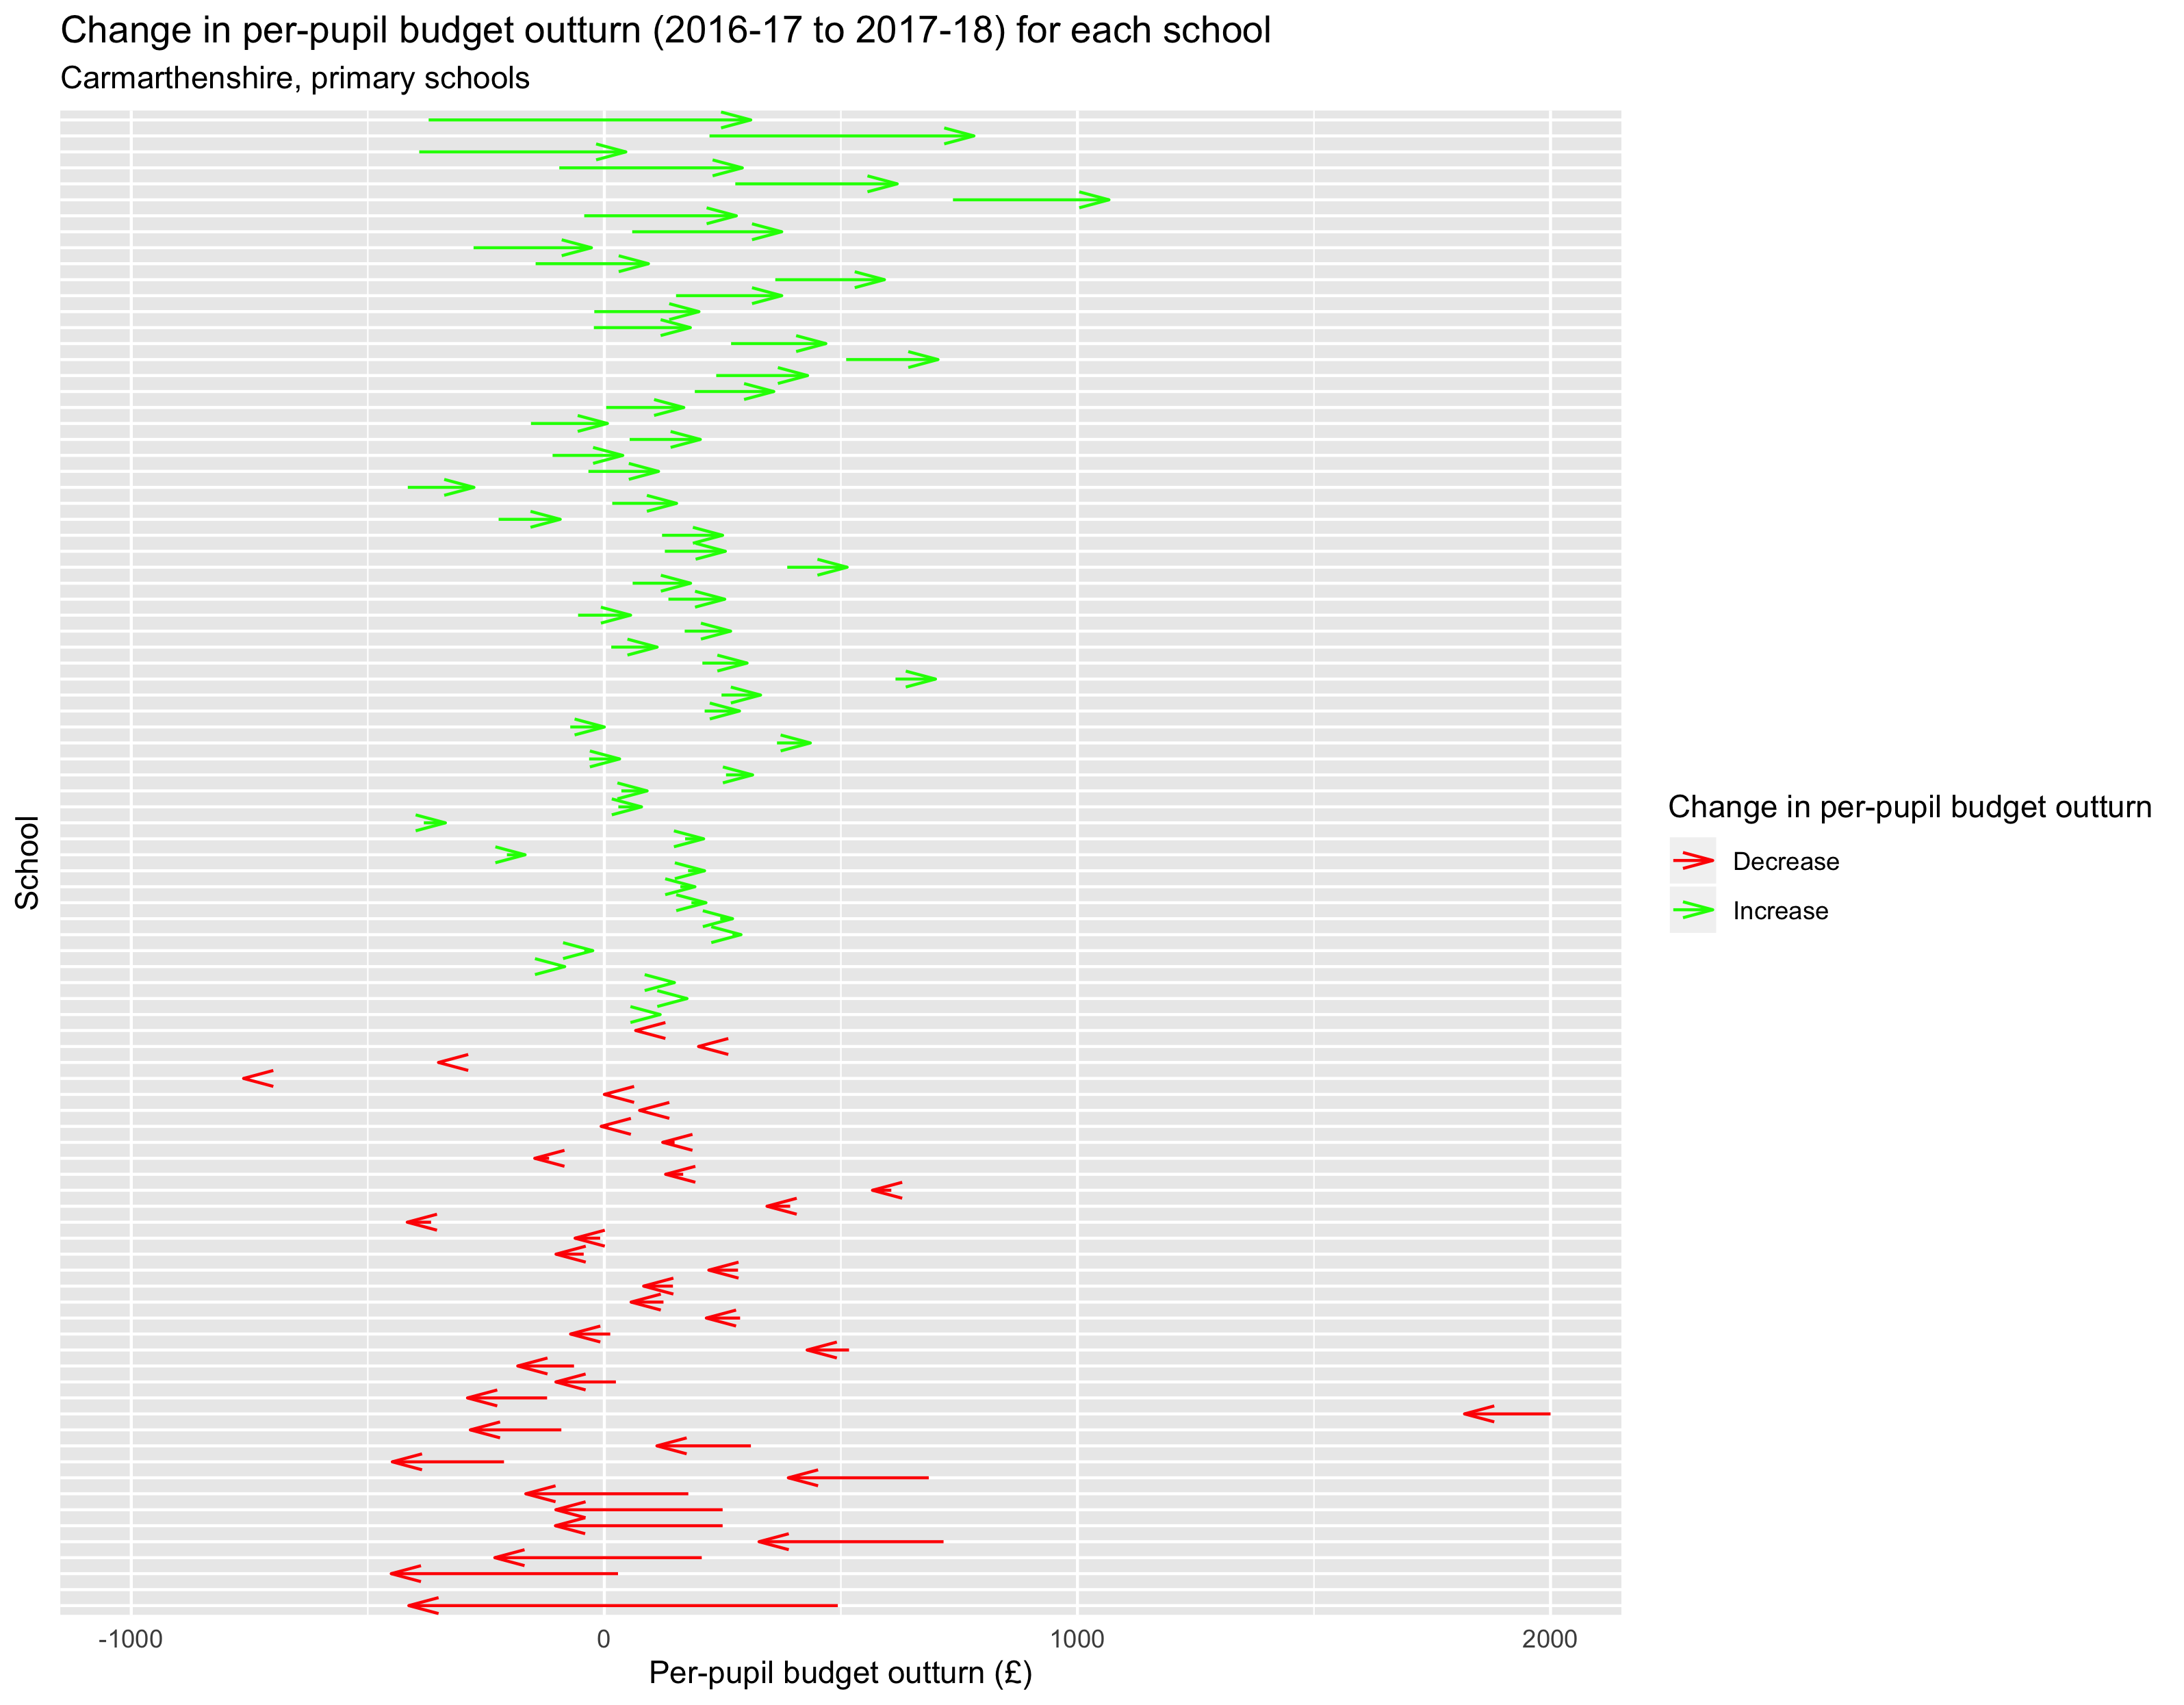 Change in per-pupil budget outturn (2016-17 to 2017-18) for each school
Carmarthenshire, primary schools
School
Change in per-pupil budget outturn
Decrease
Increase
-1000
0
1000
2000
Per-pupil budget outturn (£)